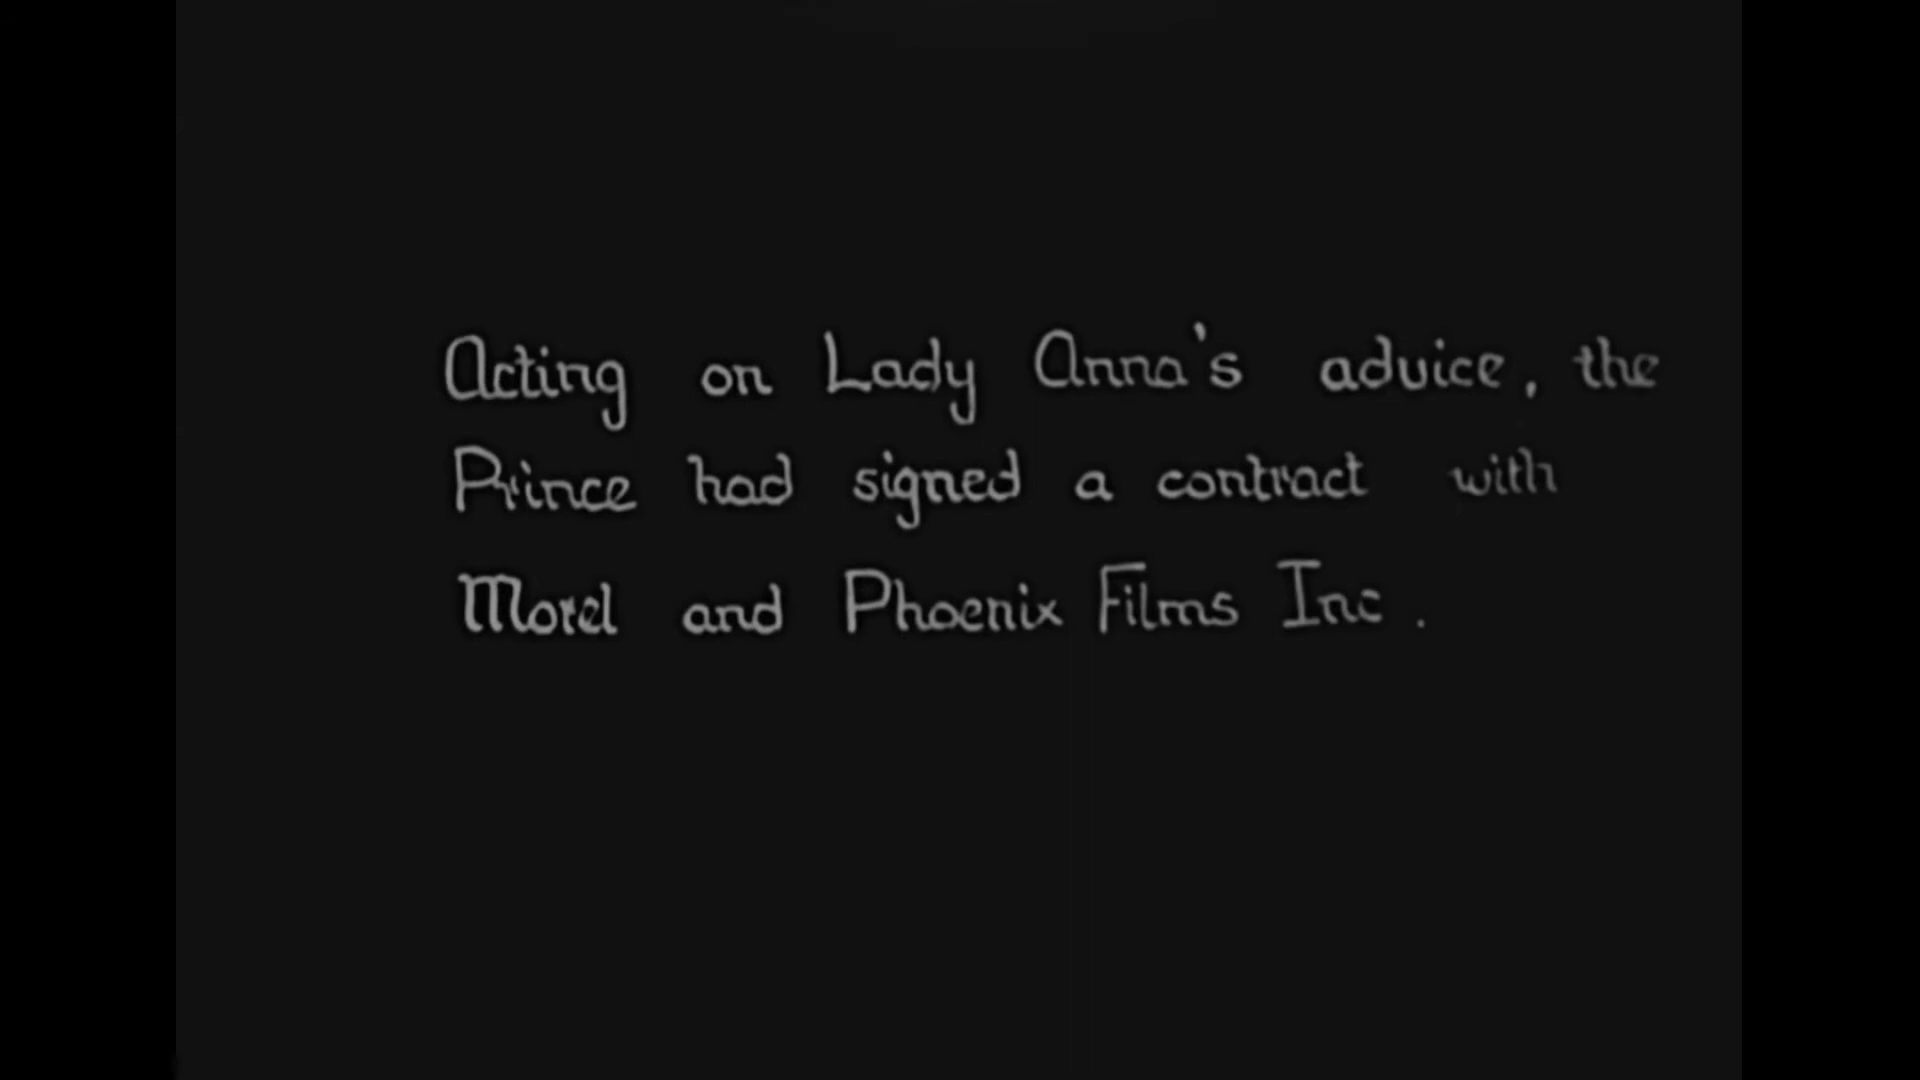 Acting on Lady Anna's advice, the
Prince had signed a contract with
Morel and Phoenix Films Inc.